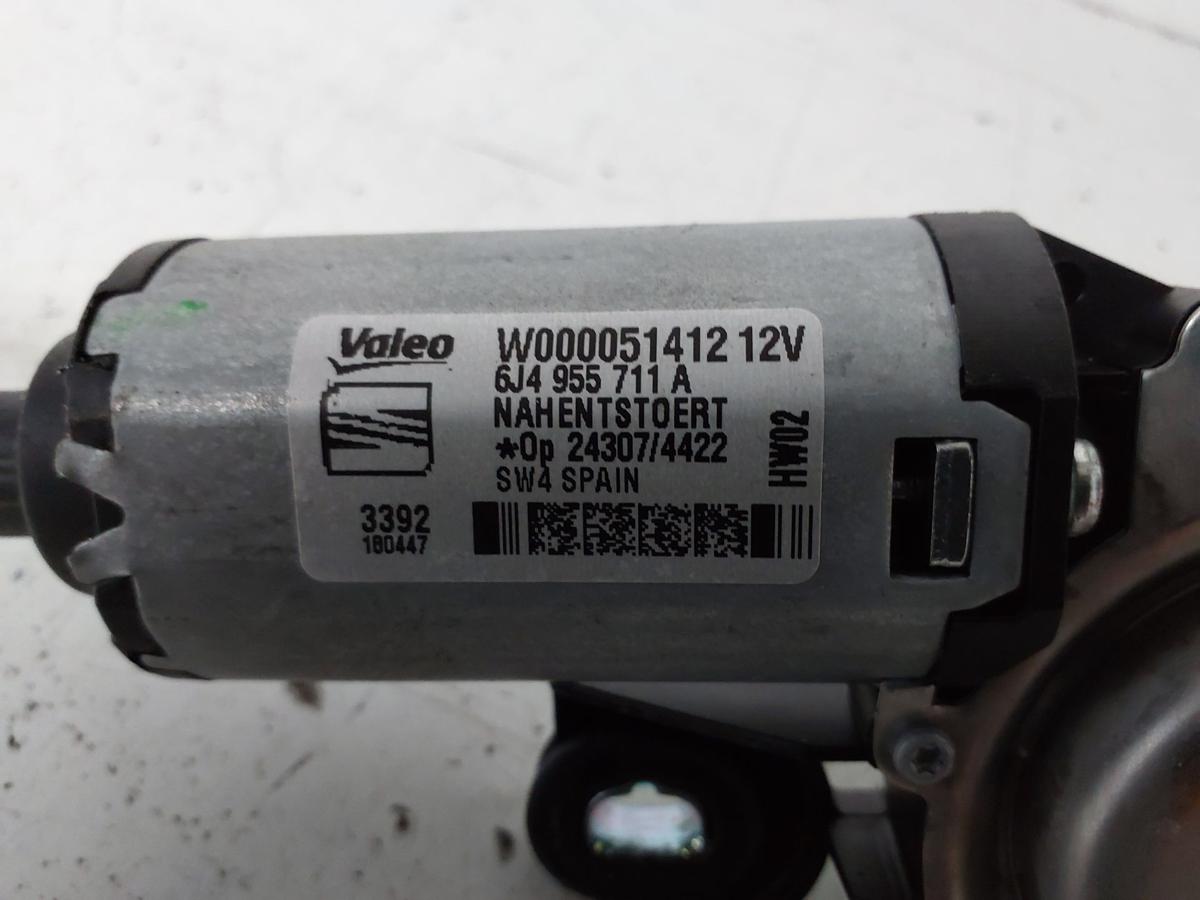 Valeo
W000051412 12V
6J4 955 711 A
NAHENTSTOERT
*Op 24307/4422
SW4 SPAIN
HW02
3392
180447